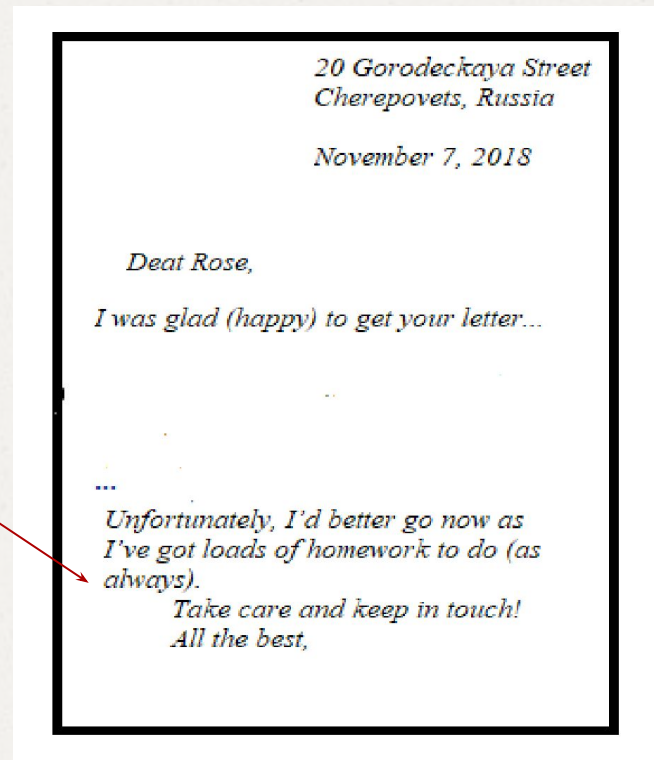 20 Gorodeckaya Street
Cherepovets, Russia
November 7, 2018
Deat Rose,
I was glad (happy) to get your letter...
...
Unfortunately, I'd better go now as
I've got loads of homework to do (as
always).
Take care and keep in touch!
All the best,